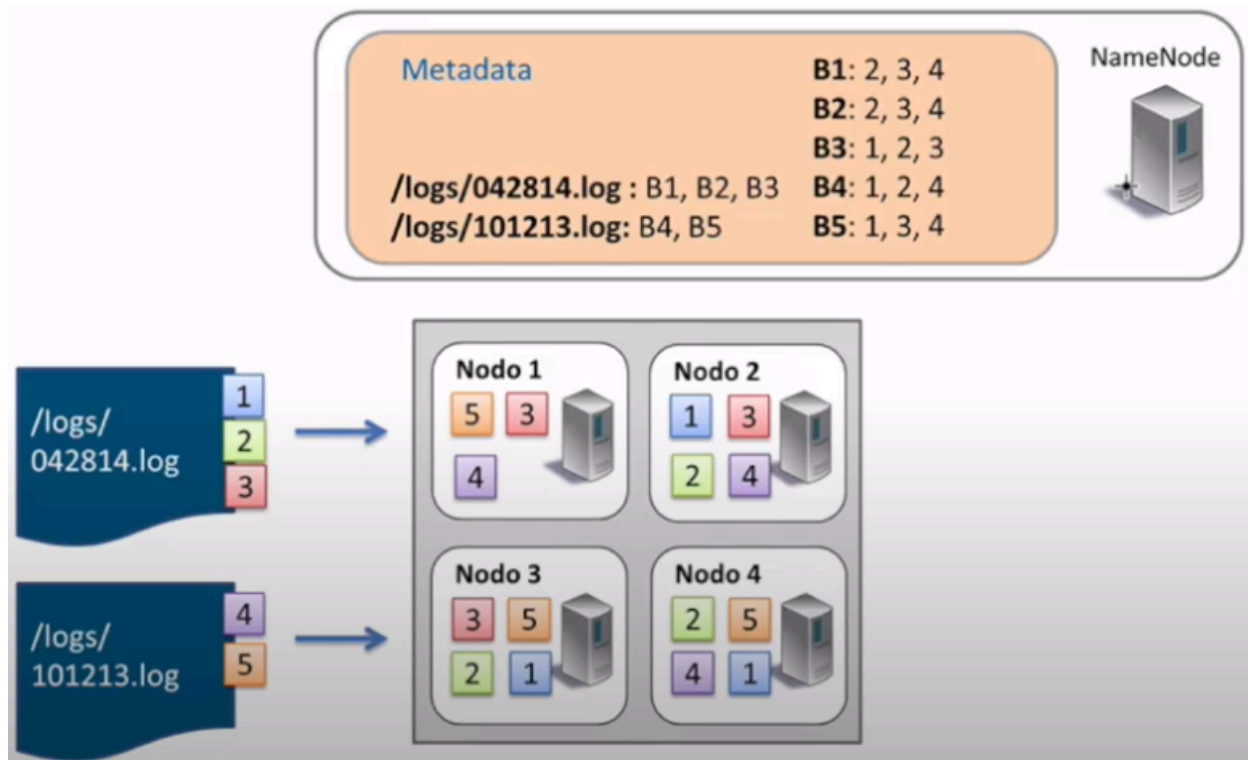 Metadata
NameNode
B1: 2, 3, 4
B2: 2, 3, 4
B3: 1, 2, 3
/logs/042814.log : B1, B2, B3
B4: 1, 2, 4
/logs/101213.log: B4, B5
B5: 1, 3, 4
/logs/
042814.log
1
2
3
/logs/
101213.log
4
5
Nodo 1
5 3
4
Nodo 2
1 3
2 4
Nodo 3
3 5
2 1
Nodo 4
2 5
4 1